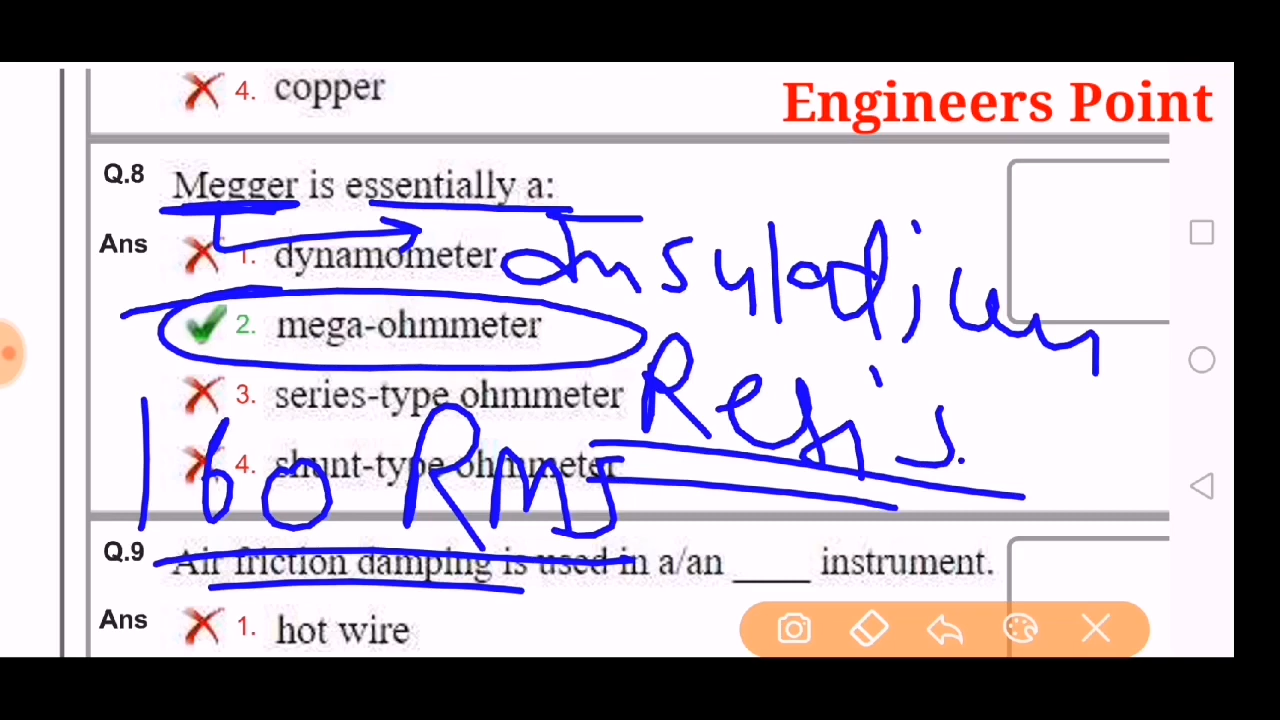 4. copper
Engineers Point
Q.8 Megger is essentially a:
Ans 1. dynamometer
2. mega-ohmmeter
3. series-type ohmmeter
Regis.
4. shunt-type ohmmeter
160 RMS
Q.9 Air friction damping is used in a/an ____ instrument.
Ans 1. hot wire